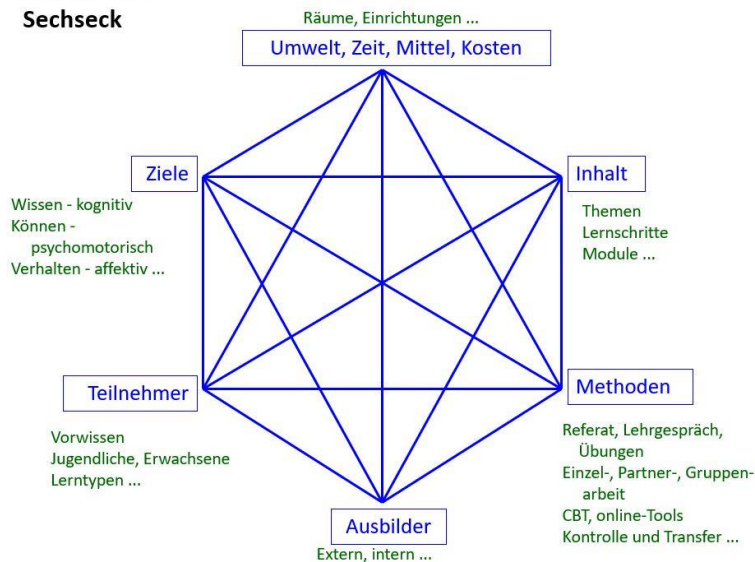 Sechseck
Räume, Einrichtungen ...
Umwelt, Zeit, Mittel, Kosten
Ziele
Wissen - kognitiv
Können -
psychomotorisch
Verhalten - affektiv ...
Inhalt
Themen
Lernschritte
Module ...
Teilnehmer
Vorwissen
Jugendliche, Erwachsene
Lerntypen ...
Methoden
Referat, Lehrgespräch,
Übungen
Einzel-, Partner-, Gruppen-
arbeit
CBT, online-Tools
Kontrolle und Transfer ...
Ausbilder
Extern, intern ...